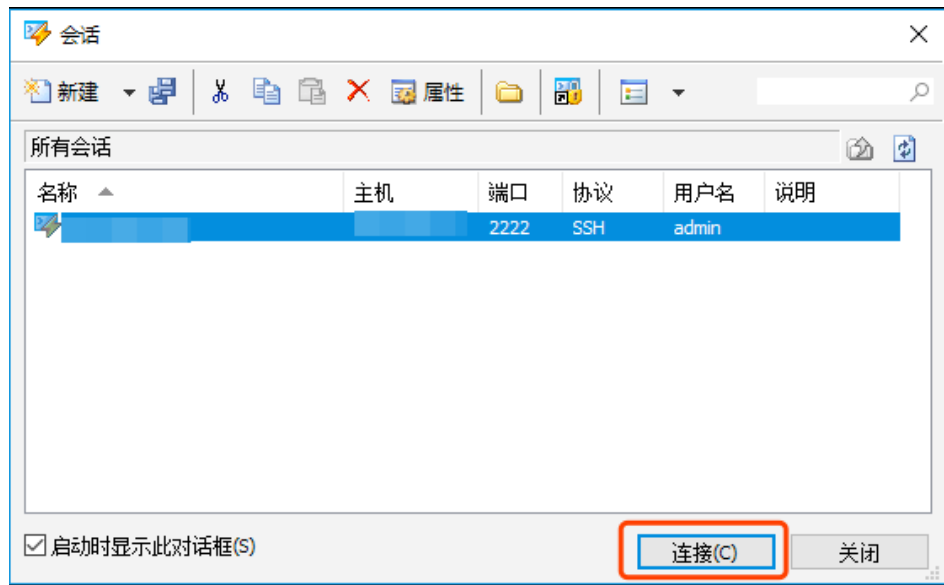 会话
新建 属性
所有会话
名称 主机 端口 协议 用户名 说明
2222 SSH admin
启动时显示此对话框(S) 连接(C) 关闭